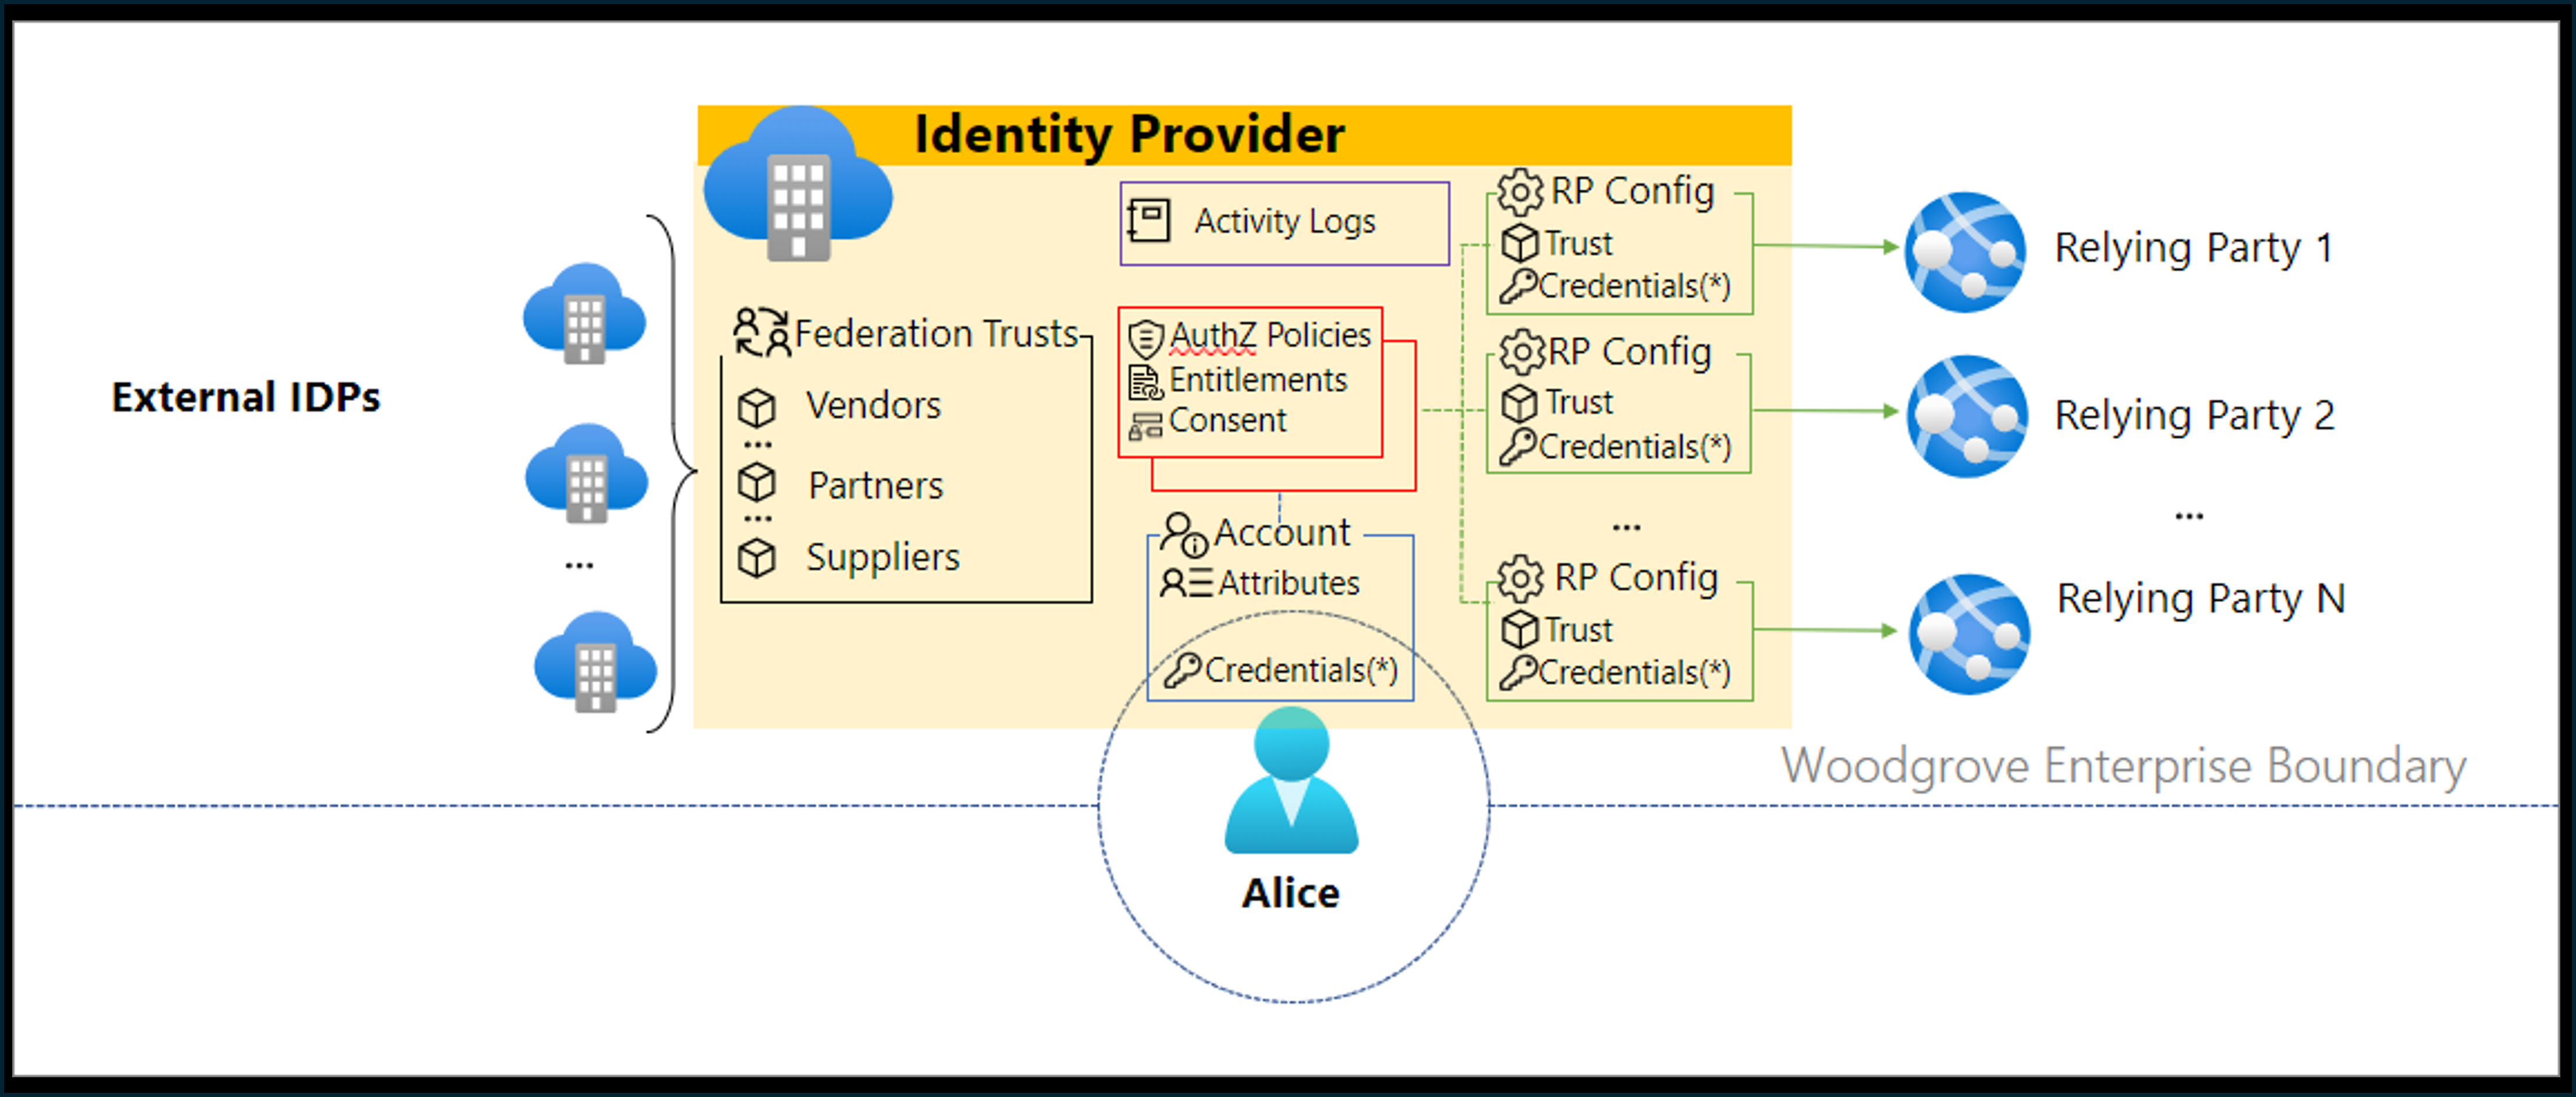 Identity Provider
External IDPs
Federation Trusts
Vendors
...
Partners
...
Suppliers
...
Activity Logs
AuthZ Policies
Entitlements
Consent
Account
Attributes
Credentials(*)
Alice
RP Config
Trust
Credentials(*)
RP Config
Trust
Credentials(*)
...
RP Config
Trust
Credentials(*)
Relying Party 1
Relying Party 2
...
Relying Party N
Woodgrove Enterprise Boundary